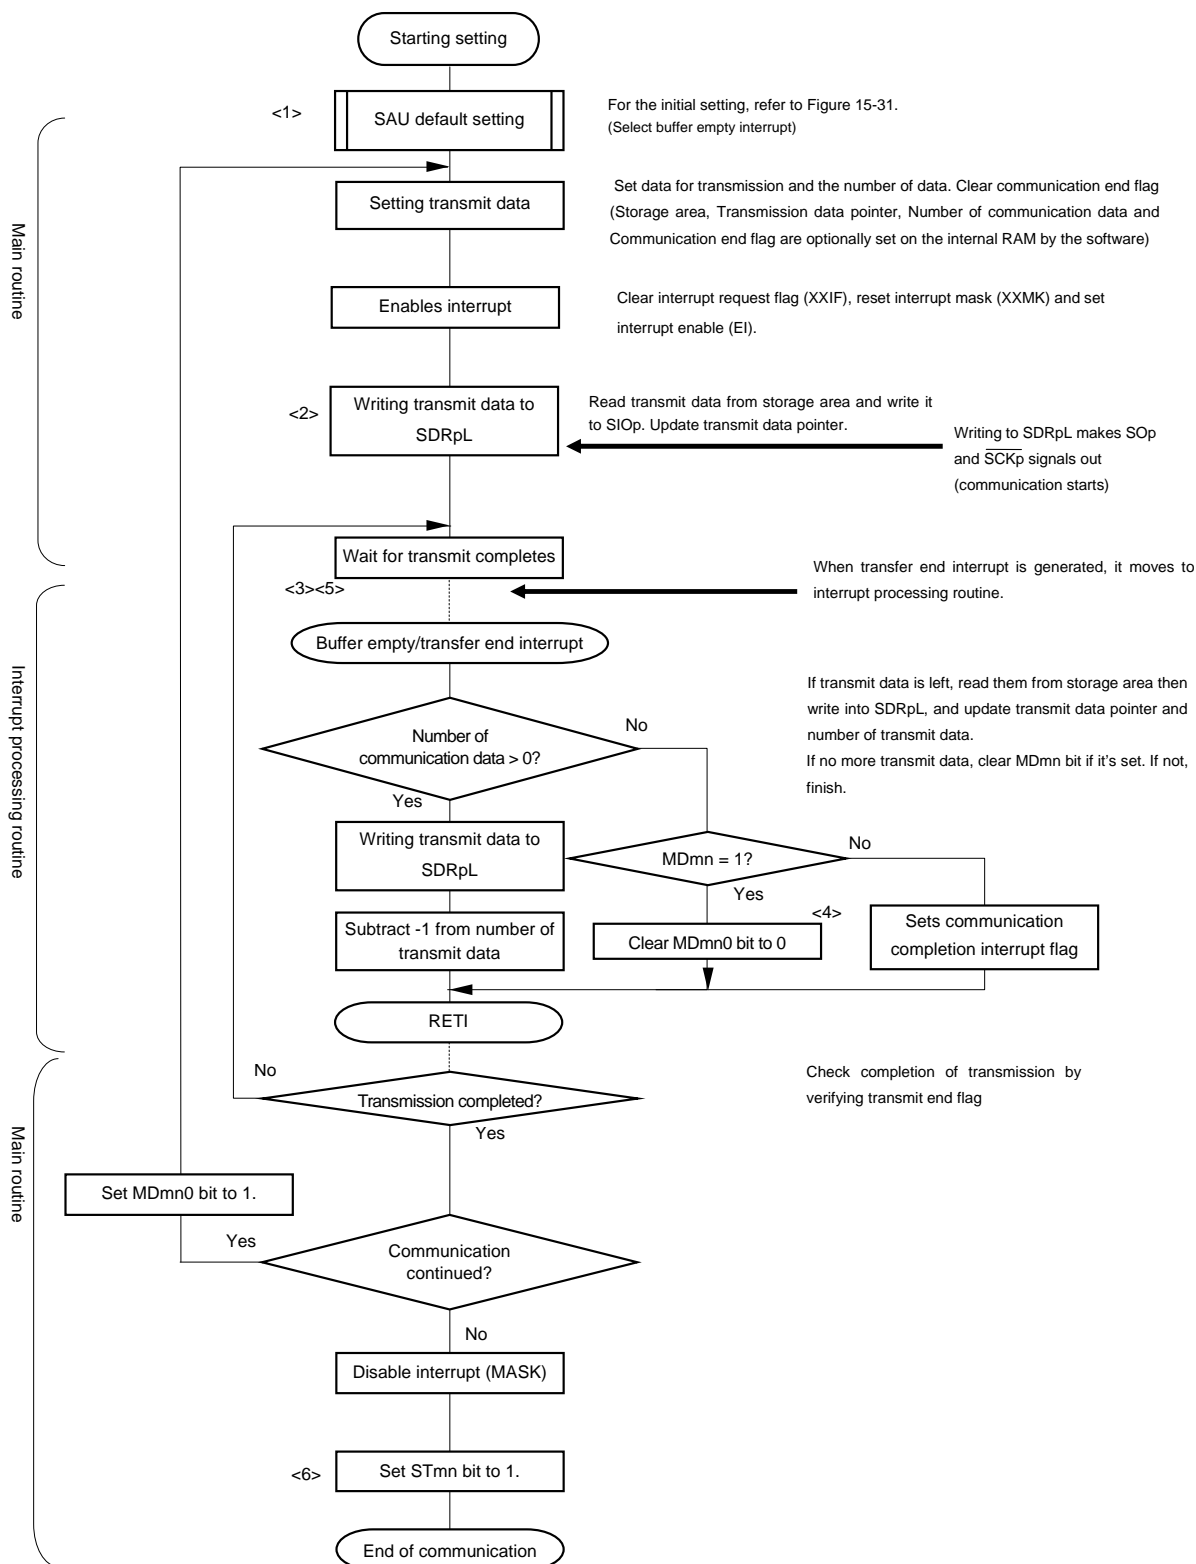 Starting setting
<1>
SAU default setting
For the initial setting, refer to Figure 15-31.
(Select buffer empty interrupt)
Setting transmit data
Set data for transmission and the number of data. Clear communication end flag
(Storage area, Transmission data pointer, Number of communication data and
Communication end flag are optionally set on the internal RAM by the software)
Main routine
Enables interrupt
Clear interrupt request flag (XXIF), reset interrupt mask (XXMK) and set
interrupt enable (EI).
<2>
Writing transmit data to
SDRpL
Read transmit data from storage area and write it
to SIOp. Update transmit data pointer.
Writing to SDRpL makes SOp
and SCKp signals out
(communication starts)
Wait for transmit completes
<3><5>
When transfer end interrupt is generated, it moves to
interrupt processing routine.
Buffer empty/transfer end interrupt
Interrupt processing routine
If transmit data is left, read them from storage area then
write into SDRpL, and update transmit data pointer and
number of transmit data.
If no more transmit data, clear MDmn bit if it's set. If not,
finish.
Number of
communication data > 0?
No
Yes
Writing transmit data to
SDRpL
MDmn = 1?
No
Yes
<4>
Subtract -1 from number of
transmit data
Clear MDmn0 bit to 0
Sets communication
completion interrupt flag
RETI
No
Transmission completed?
Yes
Check completion of transmission by
verifying transmit end flag
Main routine
Set MDmn0 bit to 1.
Yes
Communication
continued?
No
Disable interrupt (MASK)
<6>
Set STmn bit to 1.
End of communication